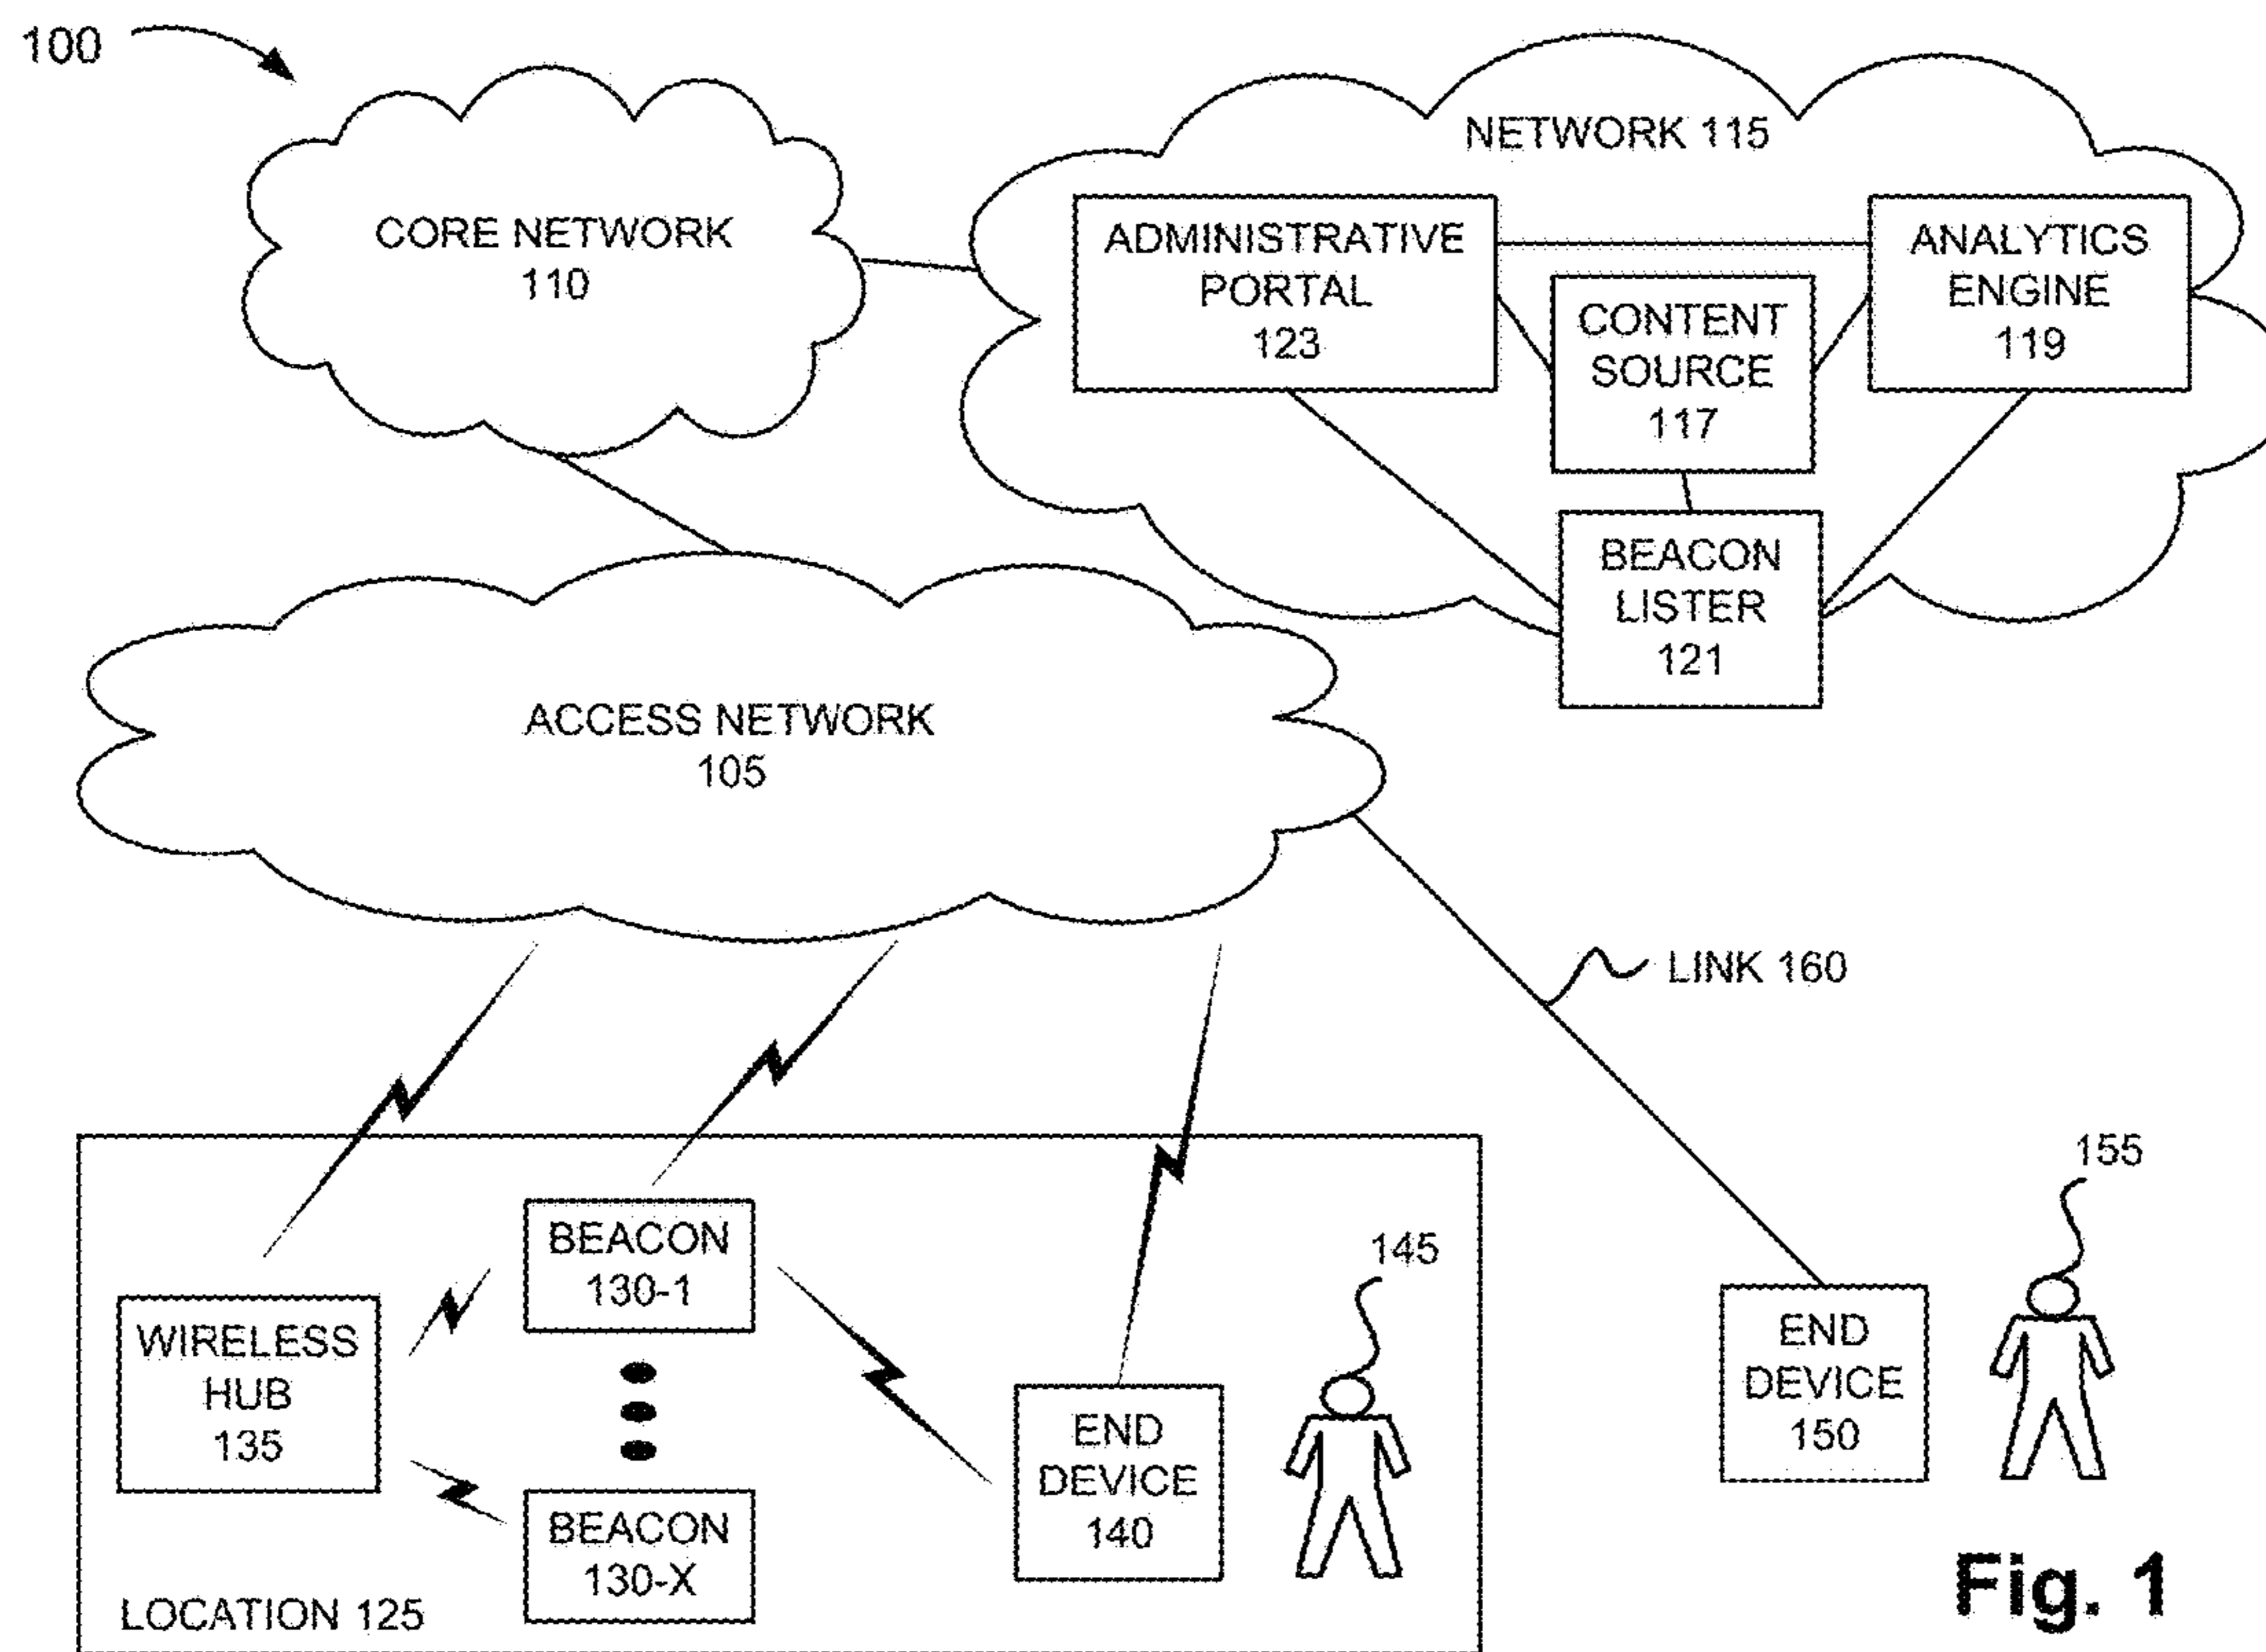 100
NETWORK 115
CORE NETWORK
110
ADMINISTRATIVE
PORTAL
123
CONTENT
SOURCE
117
ANALYTICS
ENGINE
119
BEACON
LISTER
121
ACCESS NETWORK
105
LINK 160
155
145
BEACON
130-1
WIRELESS
HUB
135
END
DEVICE
140
END
DEVICE
150
BEACON
130-X
LOCATION 125
Fig. 1